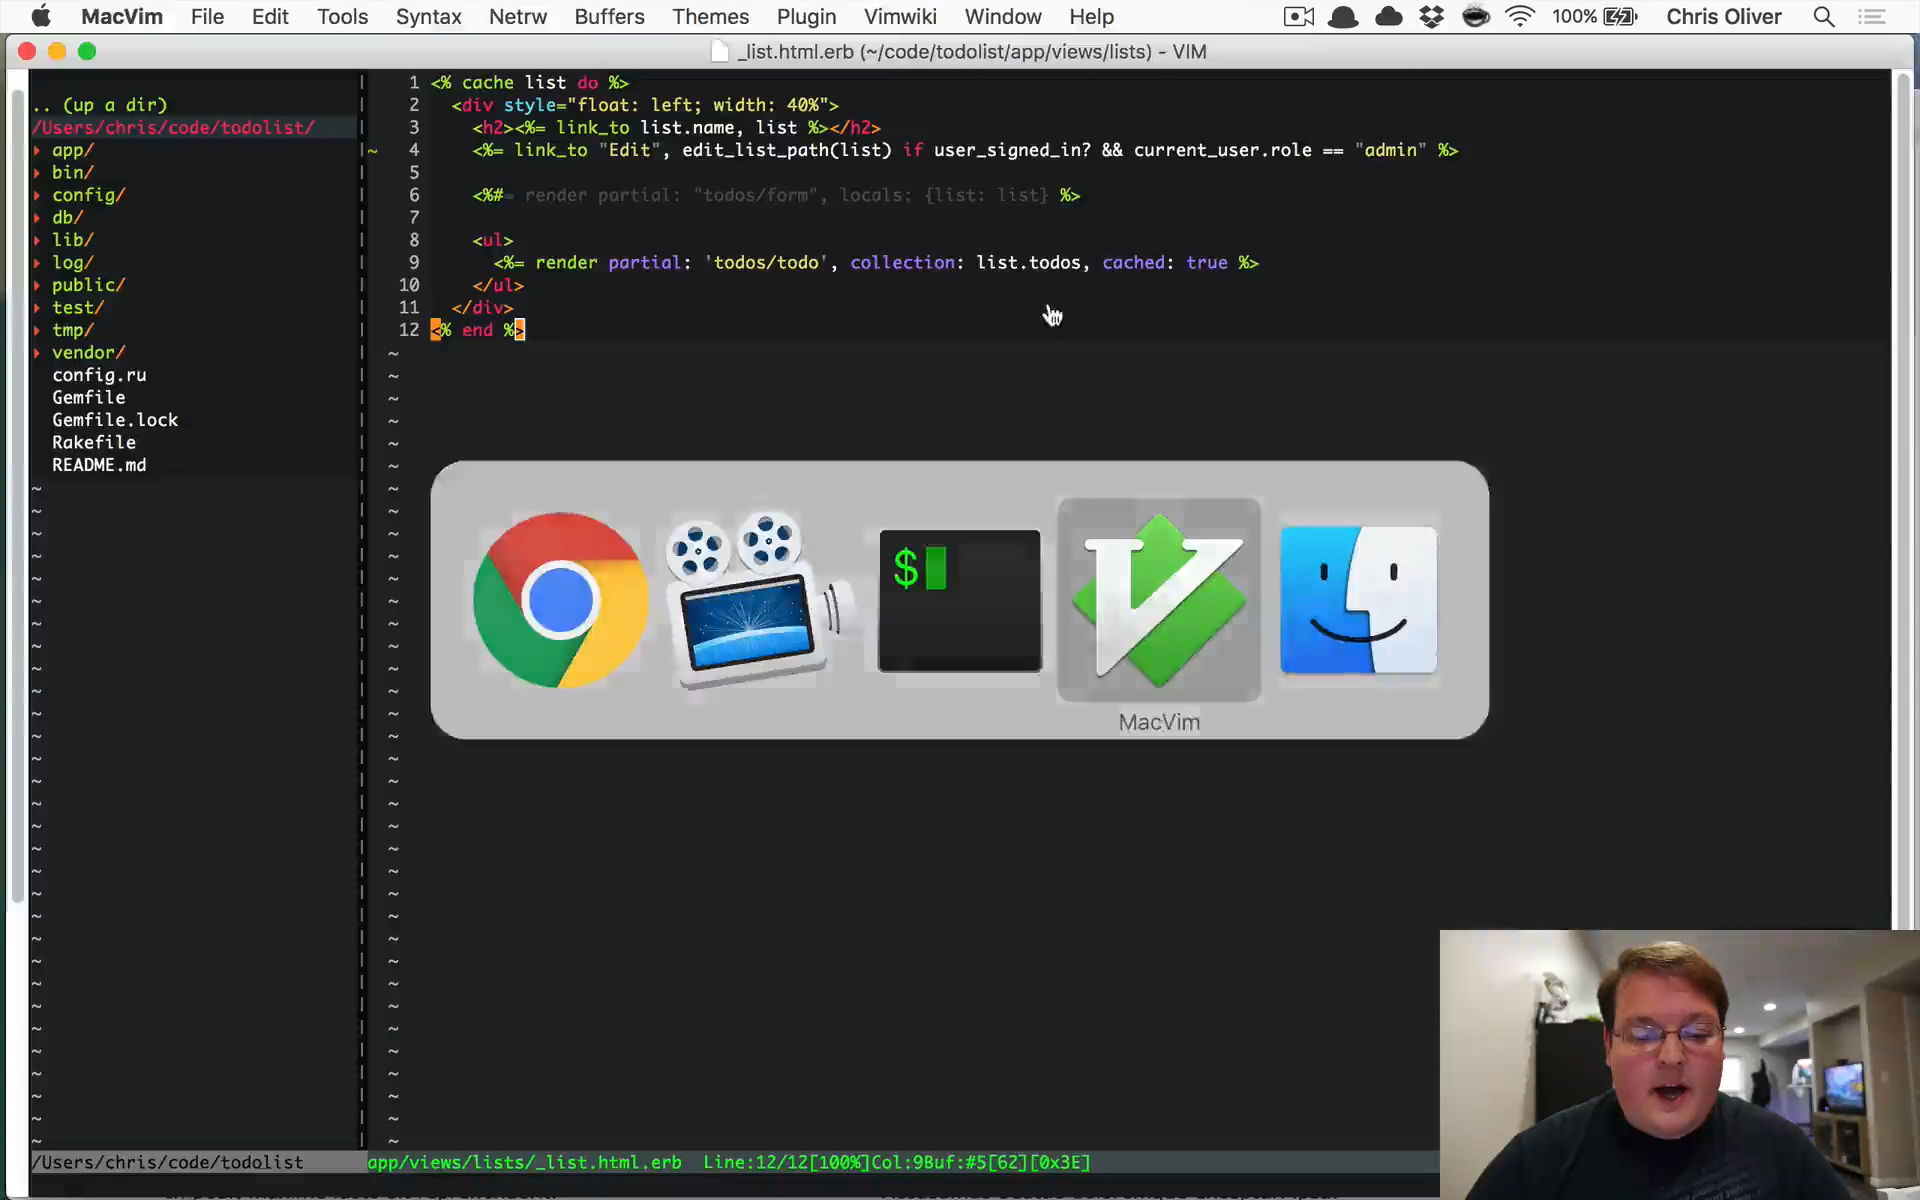 MacVim File Edit Tools Syntax Netrw Buffers Themes Plugin Vimwiki Window Help 100% Chris Oliver
_list.html.erb (~/code/todolist/app/views/lists) - VIM
.. (up a dir)
/Users/chris/code/todolist/
app/
bin/
config/
db/
lib/
log/
public/
test/
tmp/
vendor/
config.ru
Gemfile
Gemfile.lock
Rakefile
README.md
1 <% cache list do %>
2 <div style="float: left; width: 40%">
3 <h2><%= link_to list.name, list %></h2>
~ 4 <%= link_to "Edit", edit_list_path(list) if user_signed_in? && current_user.role == "admin" %>
5
6 <%#= render partial: "todos/form", locals: {list: list} %>
7
8 <ul>
9 <%= render partial: 'todos/todo', collection: list.todos, cached: true %>
10 </ul>
11 </div>
12 <% end %>
$
MacVim
/Users/chris/code/todolist
app/views/lists/_list.html.erb Line:12/12[100%]Col:9Buf:#5[62][0x3E]